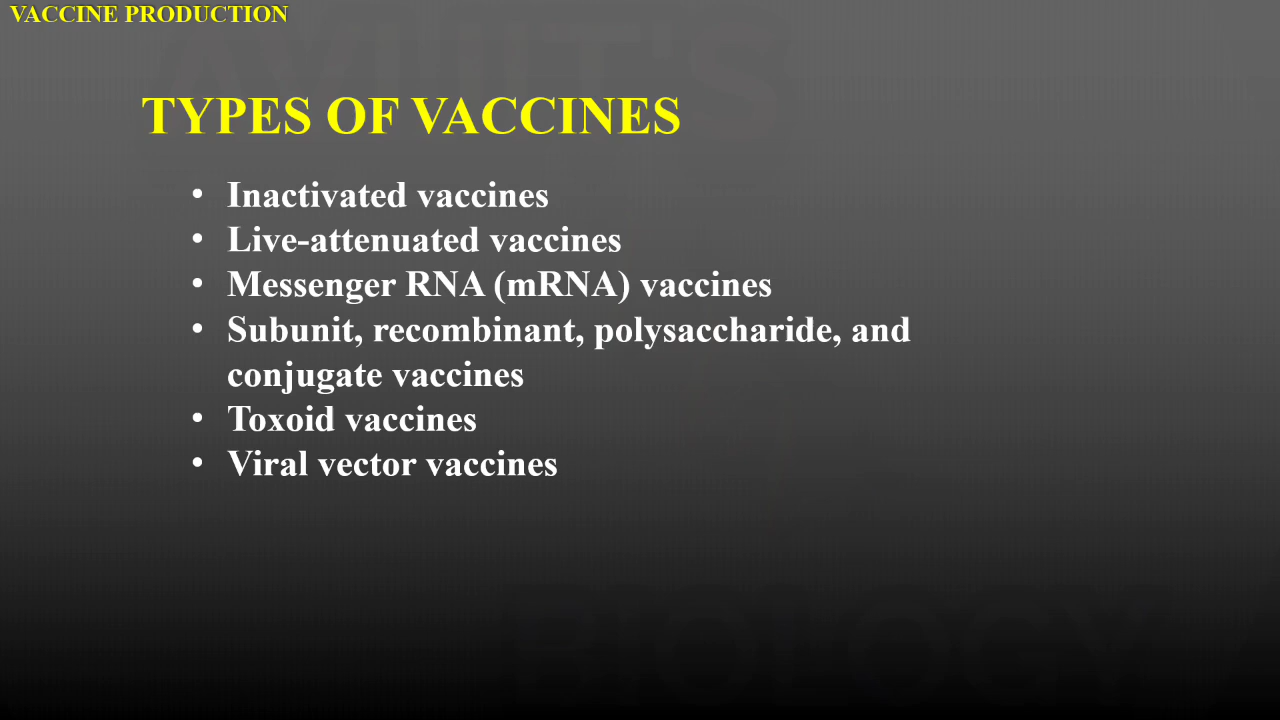 VACCINE PRODUCTION
TYPES OF VACCINES
• Inactivated vaccines
• Live-attenuated vaccines
• Messenger RNA (mRNA) vaccines
• Subunit, recombinant, polysaccharide, and
conjugate vaccines
• Toxoid vaccines
• Viral vector vaccines
BIOLOGY